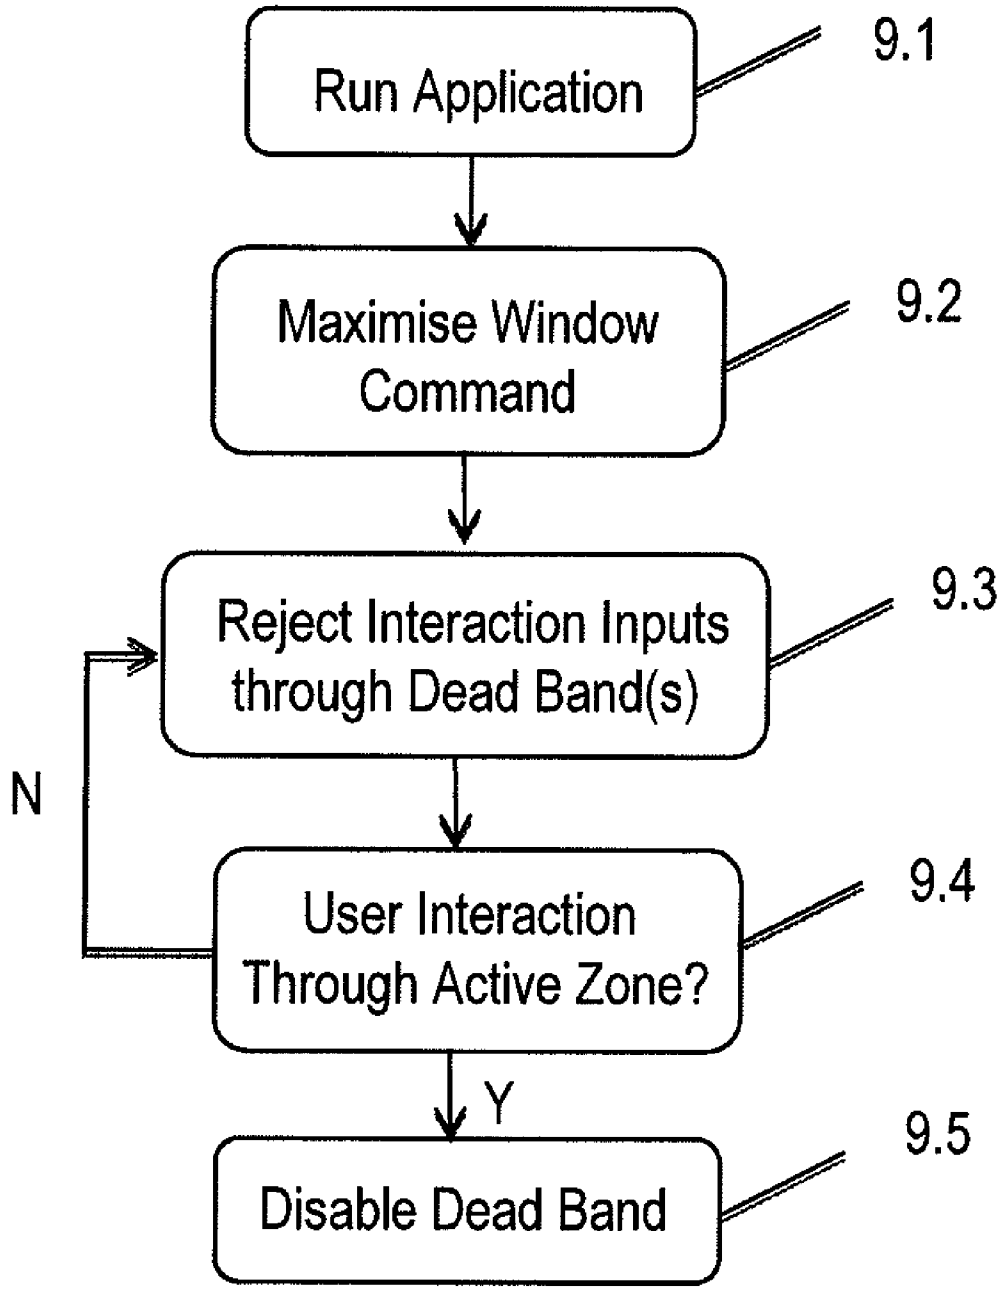 9.1
Run Application
9.2
Maximise Window
Command
9.3
Reject Interaction Inputs
through Dead Band(s)
N
9.4
User Interaction
Through Active Zone?
Y
9.5
Disable Dead Band